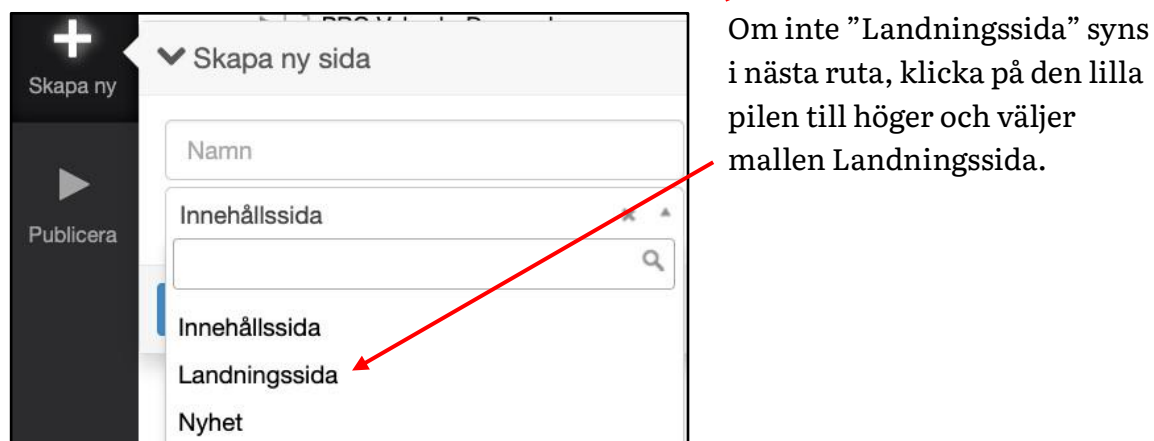 Skapa ny
Publicera
Skapa ny sida
Namn
Innehållssida
Innehållssida
Landningssida
Nyhet
Om inte ”Landningssida” syns
i nästa ruta, klicka på den lilla
pilen till höger och väljer
mallen Landningssida.